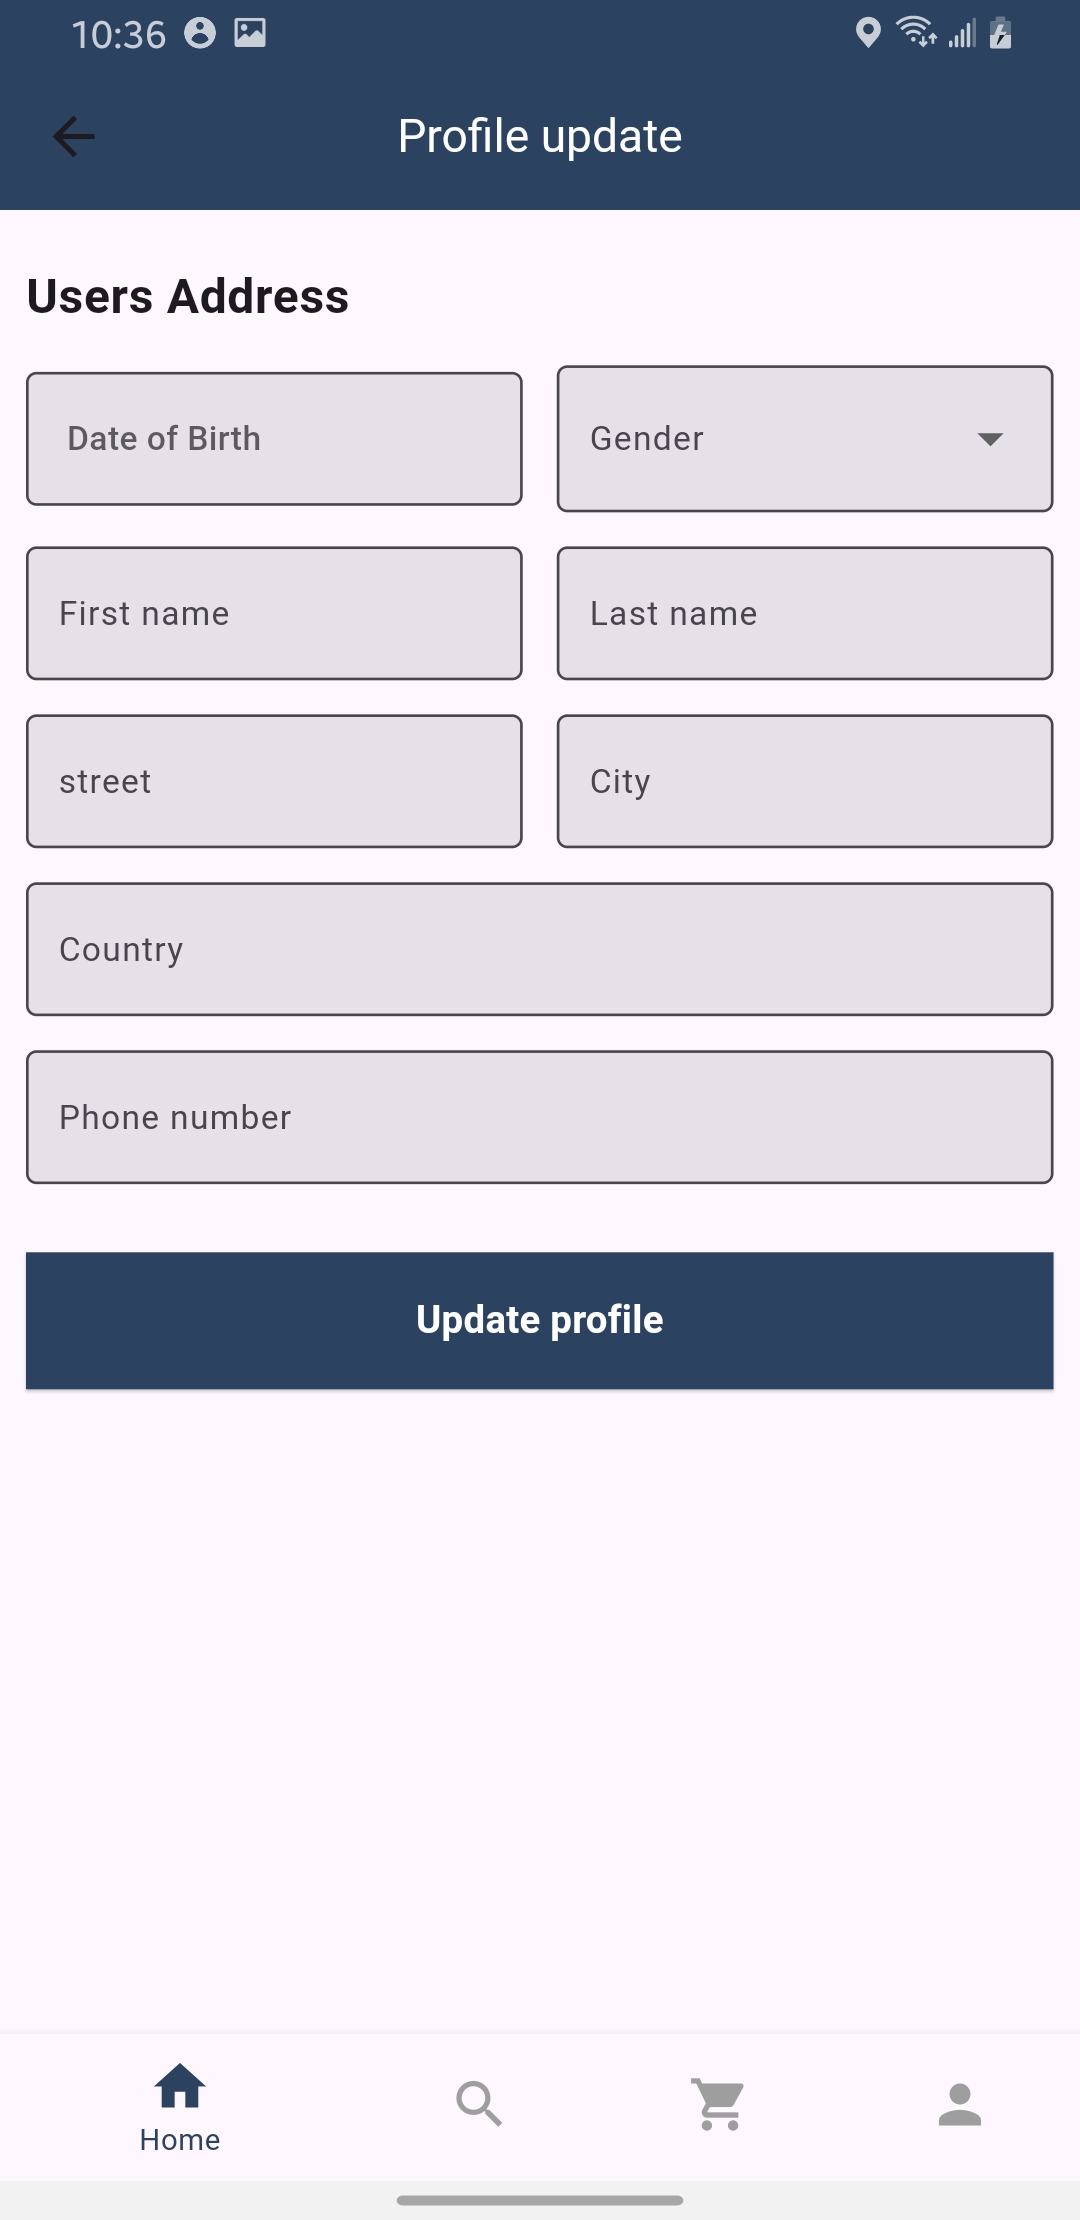 10:36
Profile update
Users Address
Date of Birth
Gender
First name
Last name
street
City
Country
Phone number
Update profile
Home